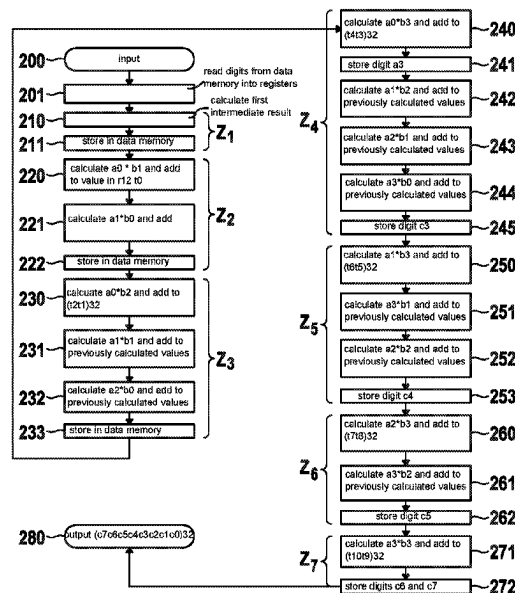 200
input
201
read digits from data
memory into registers
210
calculate first
intermediate result
Z1
211
store in data memory
220
calculate a0 * b1 and add
to value in r12 t0
Z2
221
calculate a1*b0 and add
222
store in data memory
230
calcuate a0*b2 and add to
(t2t1)32
Z3
231
calculate a1*b1 and add to
previously calculated values
232
calculate a2*b0 and add to
previously calculated values
233
store in data memory
280
output (c7c6c5c4c3c2c1c0)32
calculate a0*b3 and add to
(t4t3)32
240
store digit a3
241
Z4
calculate a1*b2 and add to
previously calculated values
242
calculate a2*b1 and add to
previously calculated values
243
calculate a3*b0 and add to
previously calculated values
244
store digit c3
245
calculate a1*b3 and add to
(t6t5)32
250
Z5
calculate a3*b1 and add to
previously calculated values
251
calculate a2*b2 and add to
previously calculated values
252
store digit c4
253
calculate a2*b3 and add to
(t7t8)32
260
Z6
calculate a3*b2 and add to
previously calculated values
261
store digit c5
262
calculate a3*b3 and add to
(t10t9)32
271
Z7
store digits c6 and c7
272